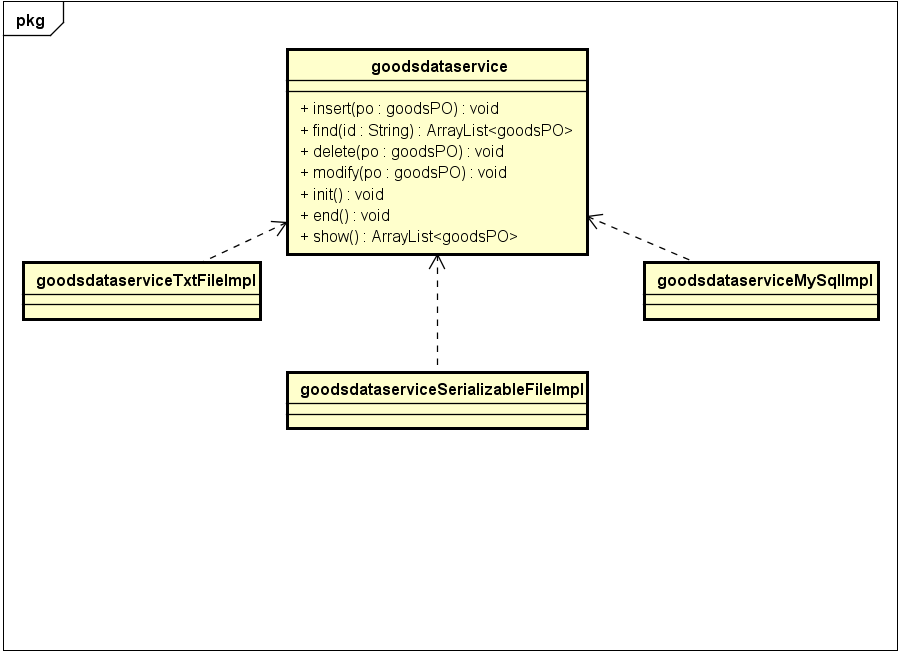 pkg
goodsdataservice
+ insert(po : goodsPO) : void
+ find(id : String) : ArrayList<goodsPO>
+ delete(po : goodsPO) : void
+ modify(po : goodsPO) : void
+ init() : void
+ end() : void
+ show() : ArrayList<goodsPO>
goodsdataserviceTxtFileImpl
goodsdataserviceMySqlImpl
goodsdataserviceSerializableFileImpl